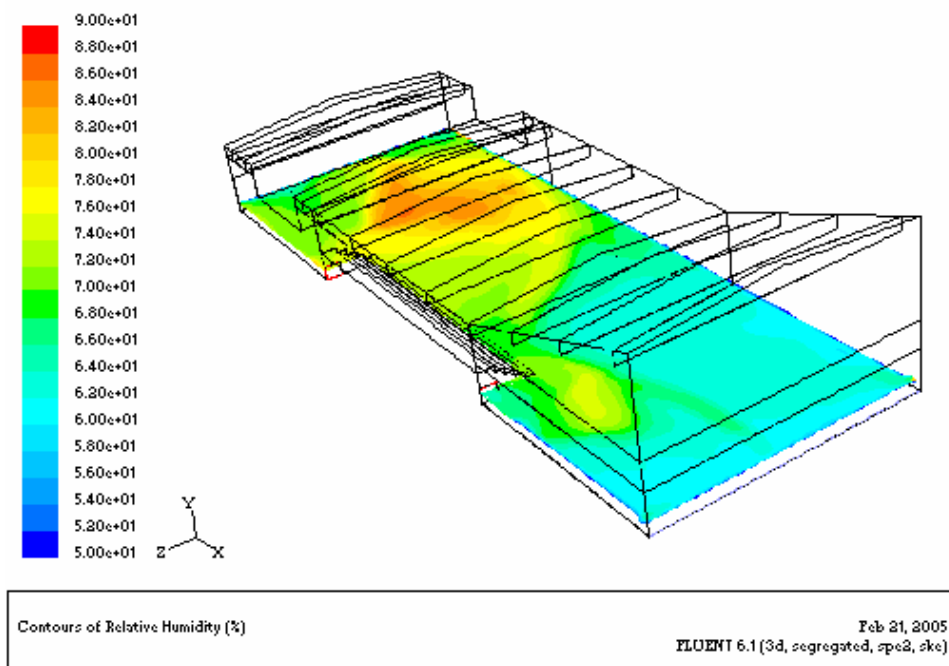 9.00e+01
8.80e+01
8.60e+01
8.40e+01
8.20e+01
8.00e+01
7.80e+01
7.60e+01
7.40e+01
7.20e+01
7.00e+01
6.80e+01
6.60e+01
6.40e+01
6.20e+01
6.00e+01
5.80e+01
5.60e+01
5.40e+01
5.20e+01
5.00e+01
Y
Z
X
Contours of Relative Humidity (%)
Feb 21, 2005
FLUENT 6.1 (3d, segregated, spe2, ske)